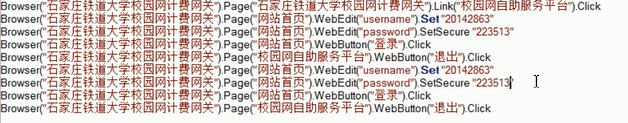 Browser("石家庄铁道大学校园网计费网关").Page("石家庄铁道大学校园网计费网关").Link("校园网自助服务平台").Click
Browser("石家庄铁道大学校园网计费网关").Page("网站首页").WebEdit("username").Set "20142863"
Browser("石家庄铁道大学校园网计费网关").Page("网站首页").WebEdit("password").SetSecure "223513"
Browser("石家庄铁道大学校园网计费网关").Page("网站首页").WebButton("登录").Click
Browser("石家庄铁道大学校园网计费网关").Page("校园网自助服务平台").WebButton("退出").Click
Browser("石家庄铁道大学校园网计费网关").Page("网站首页").WebEdit("username").Set "20142863"
Browser("石家庄铁道大学校园网计费网关").Page("网站首页").WebEdit("password").SetSecure "223513"
Browser("石家庄铁道大学校园网计费网关").Page("网站首页").WebButton("登录").Click
Browser("石家庄铁道大学校园网计费网关").Page("校园网自助服务平台").WebButton("退出").Click